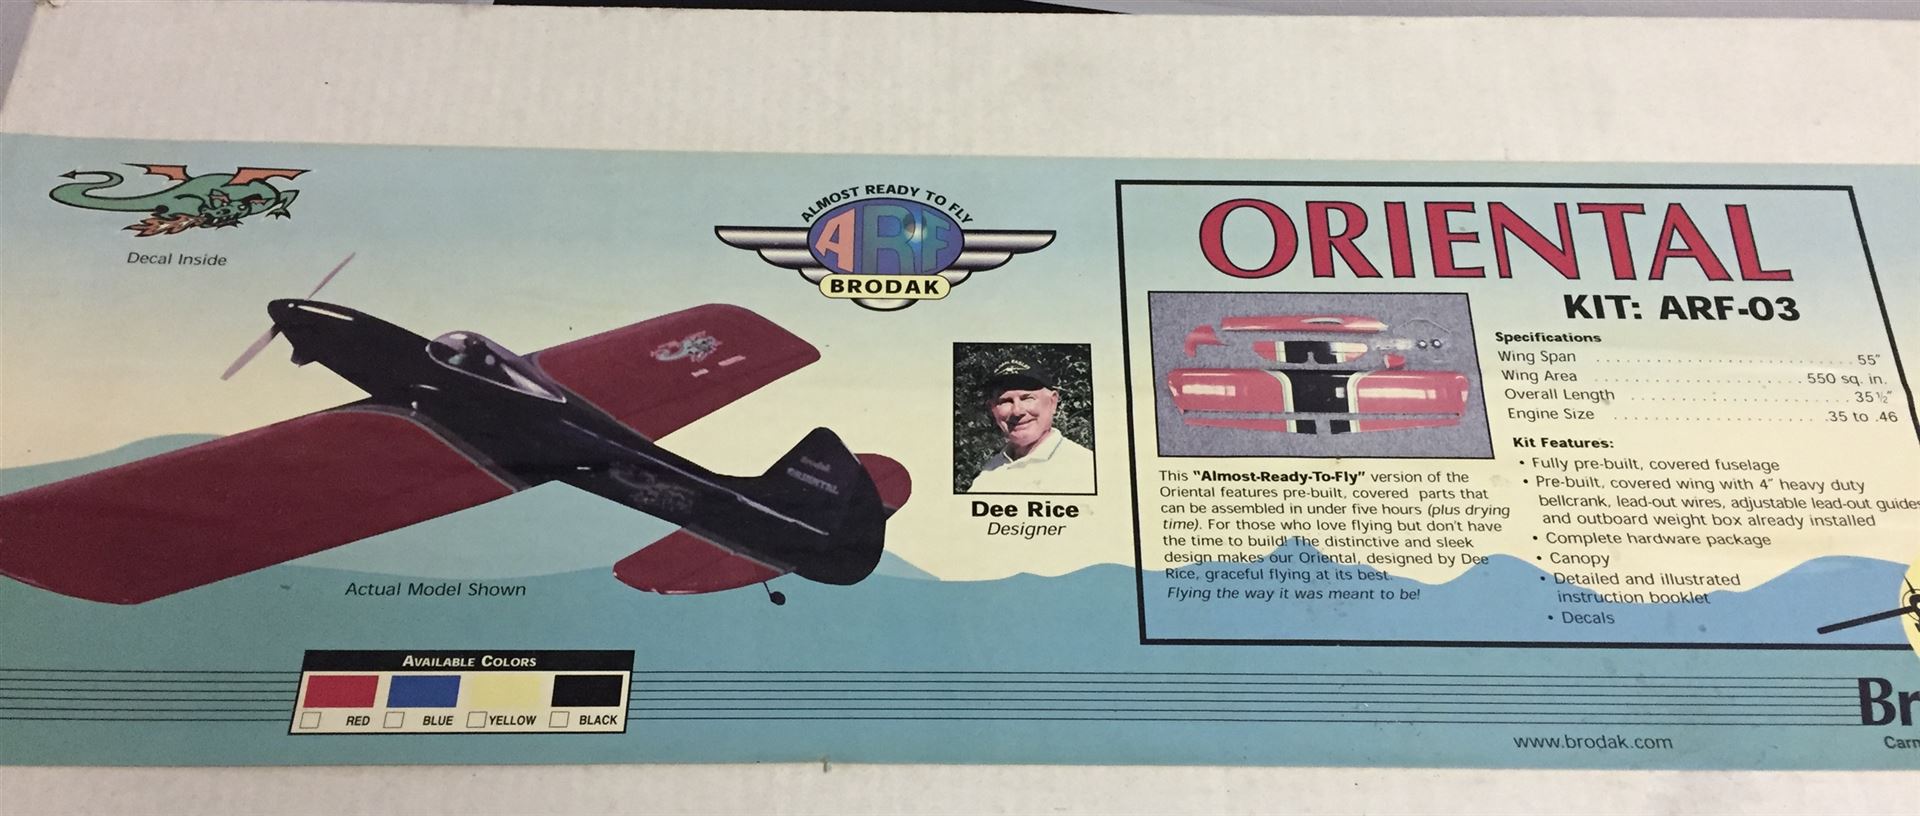 Decal Inside
ALMOST READY TO FLY
ARF
BRODAK
Actual Model Shown
AVAILABLE COLORS
RED BLUE YELLOW BLACK
Dee Rice
Designer
ORIENTAL
KIT: ARF-03
This "Almost-Ready-To-Fly" version of the
Oriental features pre-built, covered parts that
can be assembled in under five hours (plus drying
time). For those who love flying but don't have
the time to build! The distinctive and sleek
design makes our Oriental, designed by Dee
Rice, graceful flying at its best.
Flying the way it was meant to be!
Specifications
Wing Span . . . . . . . . . . . . . . . . . . . . . . . . . . . . . . 55"
Wing Area . . . . . . . . . . . . . . . . . . . . . . . 550 sq. in.
Overall Length . . . . . . . . . . . . . . . . . . . . . . . . . 35½"
Engine Size . . . . . . . . . . . . . . . . . . . . . . .35 to .46
Kit Features:
• Fully pre-built, covered fuselage
• Pre-built, covered wing with 4" heavy duty
bellcrank, lead-out wires, adjustable lead-out guides
and outboard weight box already installed
• Complete hardware package
• Canopy
• Detailed and illustrated
instruction booklet
• Decals
Br
www.brodak.com
Carn